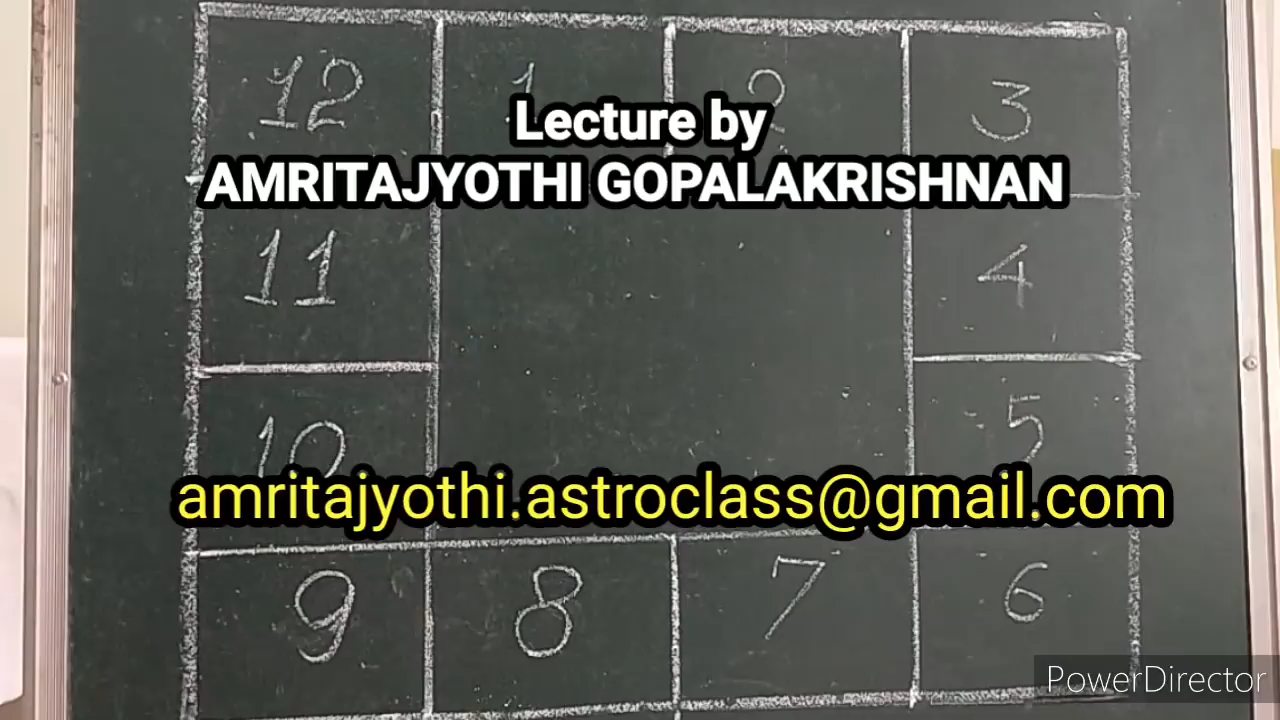 12 1 2 3
Lecture by
AMRITAJYOTHI GOPALAKRISHNAN
11 4
10 5
amritajyothi.astroclass@gmail.com
9 8 7 6
PowerDirector